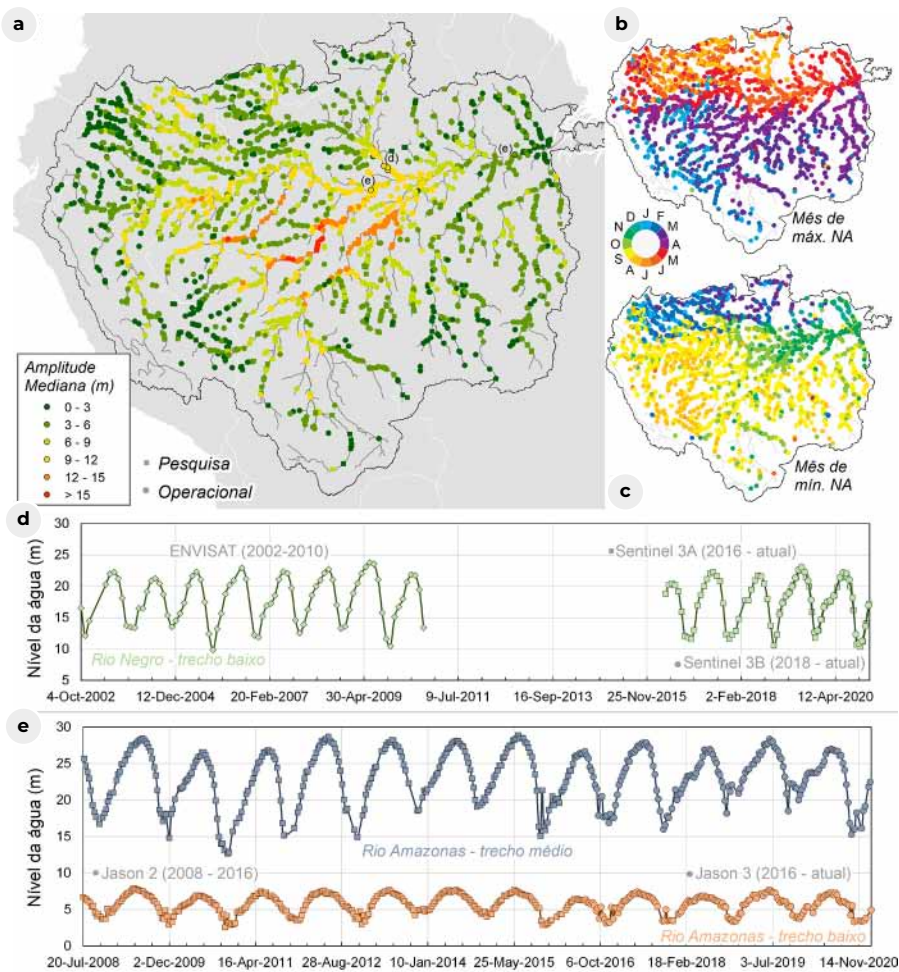 a
b
(d)
(e)
(e)
D J F
N M
O A
S M
A J J
Mês de
máx. NA
Amplitude
Mediana (m)
0 - 3
3 - 6
6 - 9
9 - 12
12 - 15
> 15
Pesquisa
Operacional
Mês de
mín. NA
c
d
30
25
20
15
10
5
Nível da água (m)
ENVISAT (2002-2010)
Sentinel 3A (2016 - atual)
Rio Negro - trecho baixo
Sentinel 3B (2018 - atual)
4-Oct-2002 12-Dec-2004 20-Feb-2007 30-Apr-2009 9-Jul-2011 16-Sep-2013 25-Nov-2015 2-Feb-2018 12-Apr-2020
e
30
25
20
15
10
5
0
Nível da água (m)
Rio Amazonas - trecho médio
Jason 2 (2008 - 2016)
Jason 3 (2016 - atual)
Rio Amazonas - trecho baixo
20-Jul-2008 2-Dec-2009 16-Apr-2011 28-Aug-2012 10-Jan-2014 25-May-2015 6-Oct-2016 18-Feb-2018 3-Jul-2019 14-Nov-2020